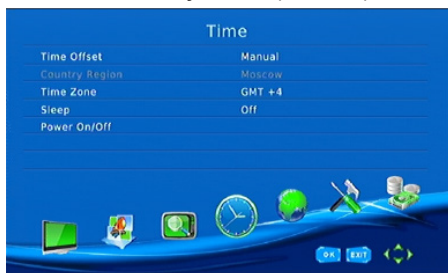 Time
Time Offset Manual
Country Region Moscow
Time Zone GMT +4
Sleep Off
Power On/Off
OK EXIT